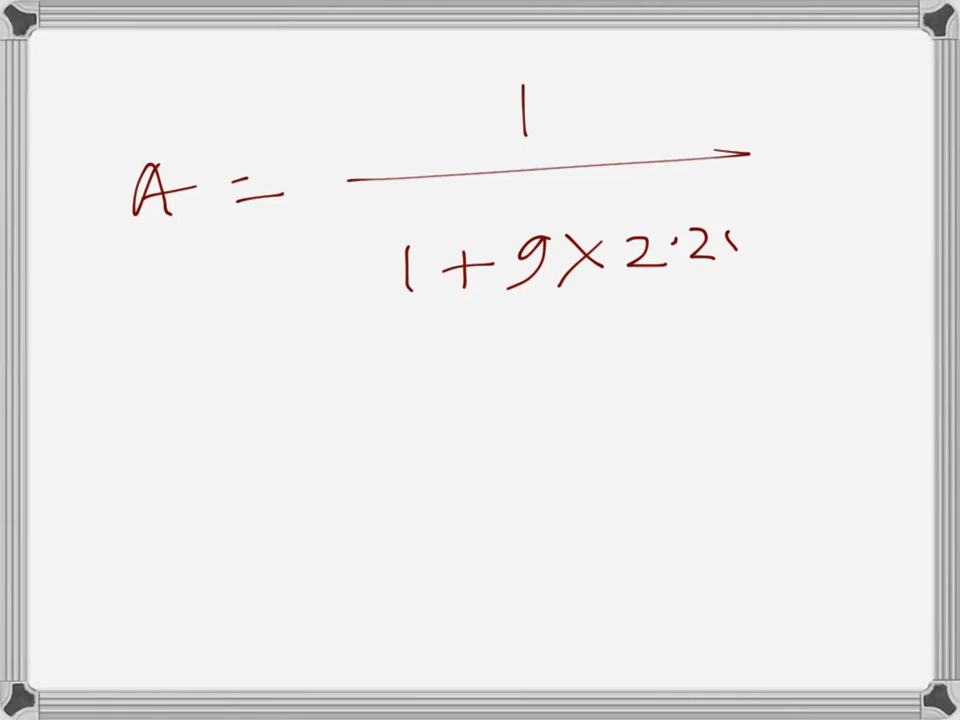 1
A =
1 + 9 × 2.2